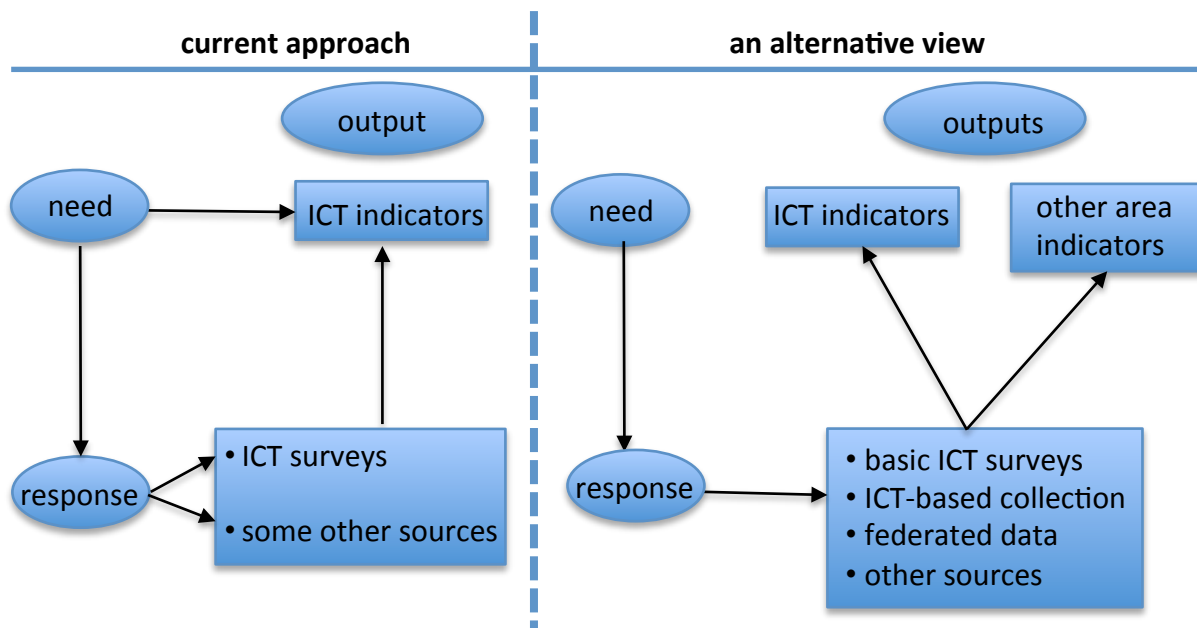 current approach
output
need
ICT indicators
response
• ICT surveys
• some other sources
an alternative view
outputs
need
ICT indicators
other area
indicators
response
• basic ICT surveys
• ICT-based collection
• federated data
• other sources